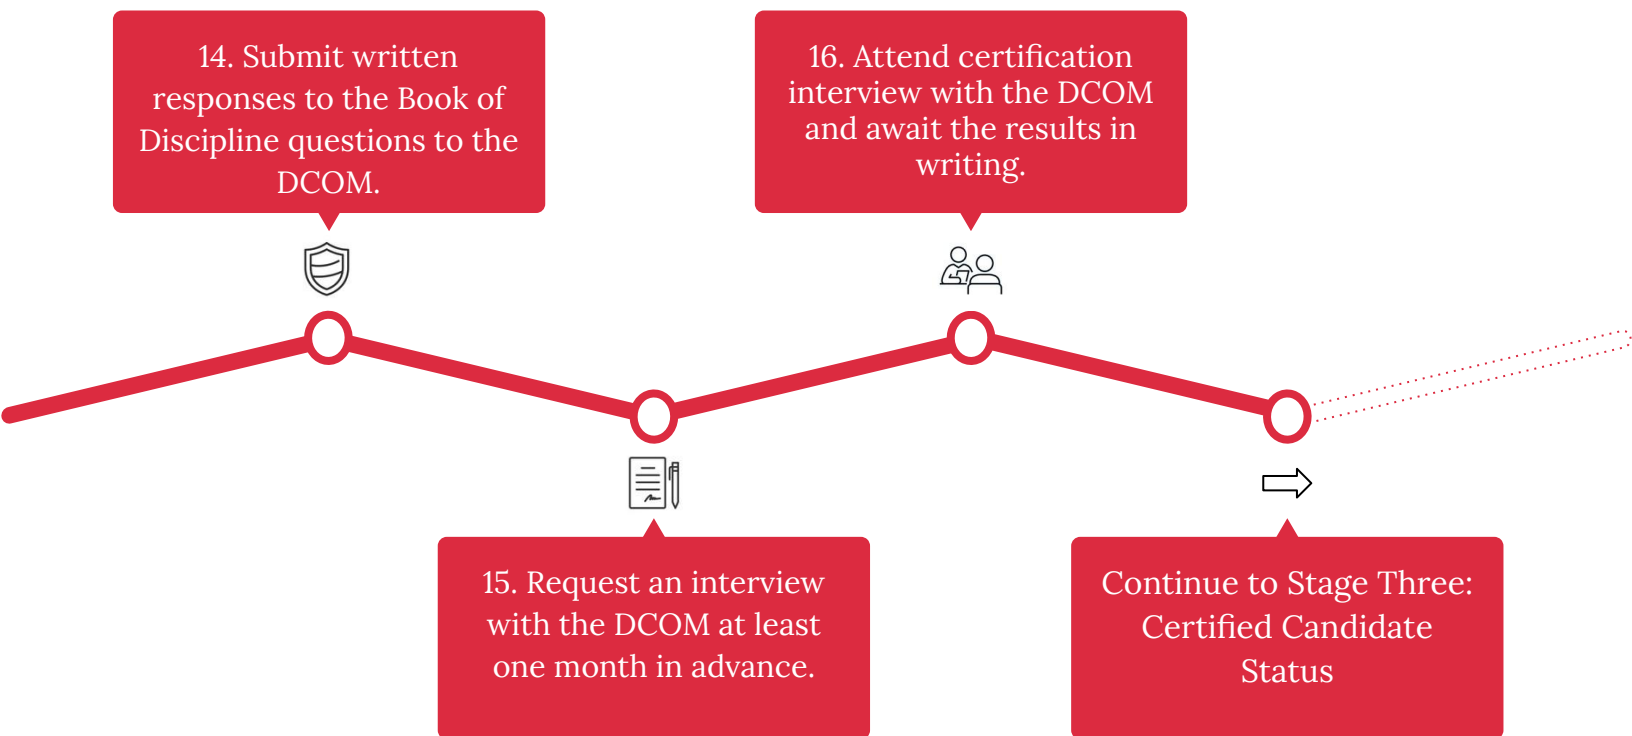 14. Submit written
responses to the Book of
Discipline questions to the
DCOM.
15. Request an interview
with the DCOM at least
one month in advance.
16. Attend certification
interview with the DCOM
and await the results in
writing.
Continue to Stage Three:
Certified Candidate
Status